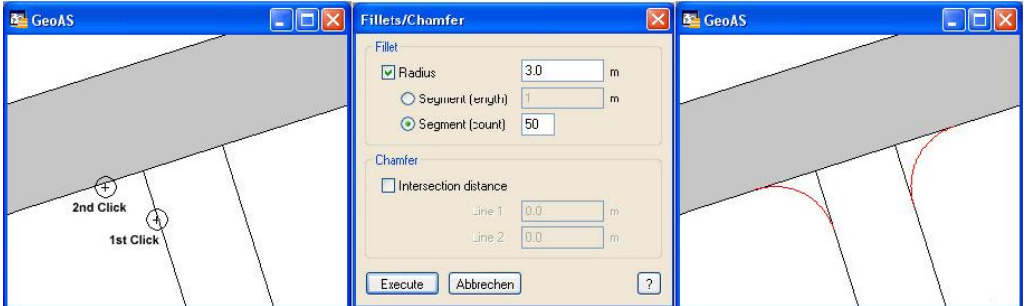 GeoAS
2nd Click
1st Click
Fillets/Chamfer
Fillet
Radius 3.0 m
Segment (length) 1 m
Segment (count) 50
Chamfer
Intersection distance
Line 1 0.0 m
Line 2 0.0 m
Execute Abbrechen ?
GeoAS